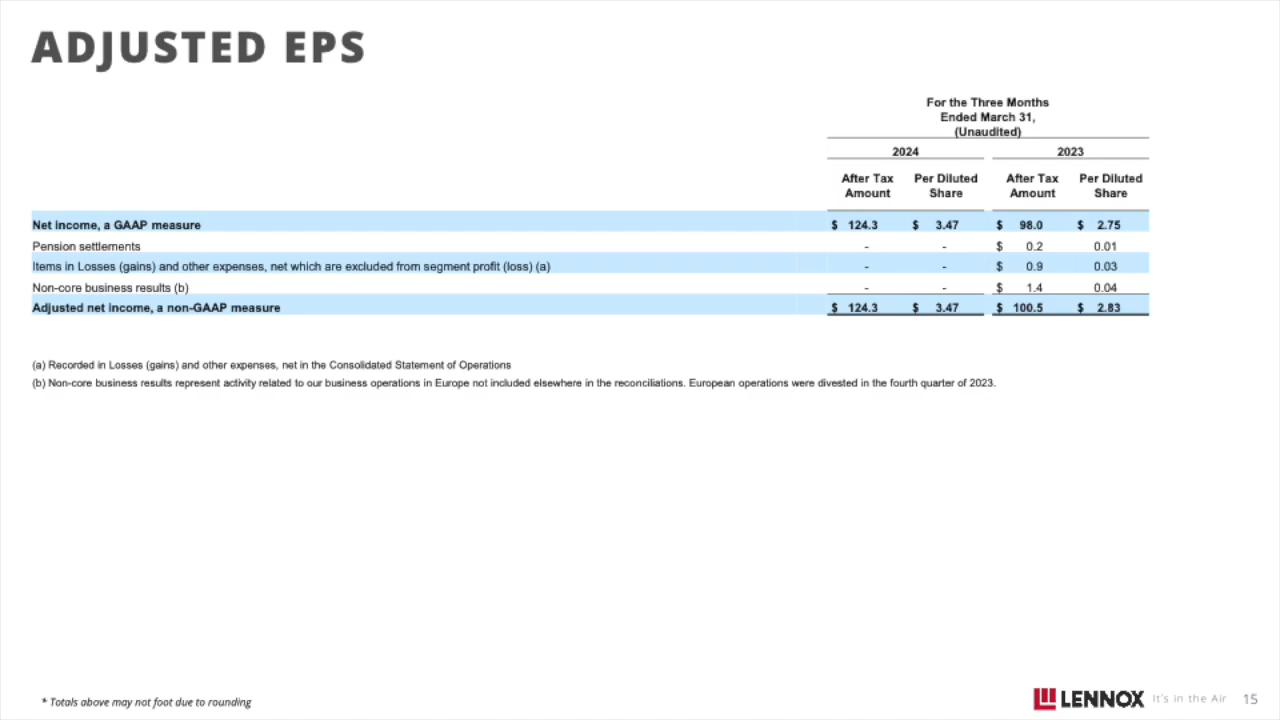 ADJUSTED EPS
For the Three Months
Ended March 31,
(Unaudited)
2024 2023
After Tax Amount Per Diluted Share After Tax Amount Per Diluted Share
Net income, a GAAP measure $ 124.3 $ 3.47 $ 98.0 $ 2.75
Pension settlements - - $ 0.2 0.01
Items in Losses (gains) and other expenses, net which are excluded from segment profit (loss) (a) - - $ 0.9 0.03
Non-core business results (b) - - $ 1.4 0.04
Adjusted net income, a non-GAAP measure $ 124.3 $ 3.47 $ 100.5 $ 2.83
(a) Recorded in Losses (gains) and other expenses, net in the Consolidated Statement of Operations
(b) Non-core business results represent activity related to our business operations in Europe not included elsewhere in the reconciliations. European operations were divested in the fourth quarter of 2023.
* Totals above may not foot due to rounding
LENNOX It's in the Air 15